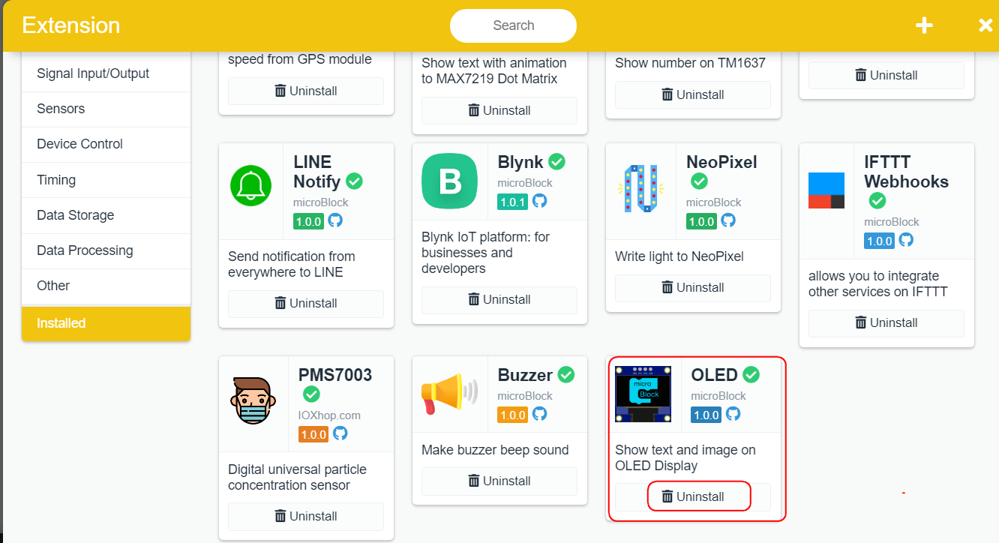 Extension
Search
Signal Input/Output
Sensors
Device Control
Timing
Data Storage
Data Processing
Other
Installed
speed from GPS module
Uninstall
Show text with animation
to MAX7219 Dot Matrix
Uninstall
Show number on TM1637
Uninstall
Uninstall
LINE
Notify
microBlock
1.0.0
Send notification from
everywhere to LINE
Uninstall
B
Blynk
microBlock
1.0.1
Blynk IoT platform: for
businesses and
developers
Uninstall
NeoPixel
microBlock
1.0.0
Write light to NeoPixel
Uninstall
IFTTT
Webhooks
microBlock
1.0.0
allows you to integrate
other services on IFTTT
Uninstall
PMS7003
IOXhop.com
1.0.0
Digital universal particle
concentration sensor
Uninstall
Buzzer
microBlock
1.0.0
Make buzzer beep sound
Uninstall
micro
Block
OLED
microBlock
1.0.0
Show text and image on
OLED Display
Uninstall